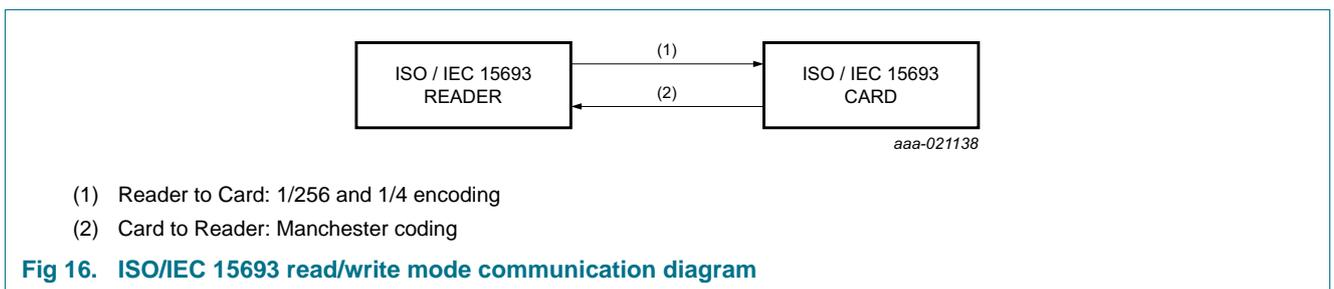 (1)
ISO / IEC 15693
READER
ISO / IEC 15693
CARD
(2)
aaa-021138
(1) Reader to Card: 1/256 and 1/4 encoding
(2) Card to Reader: Manchester coding
Fig 16. ISO/IEC 15693 read/write mode communication diagram